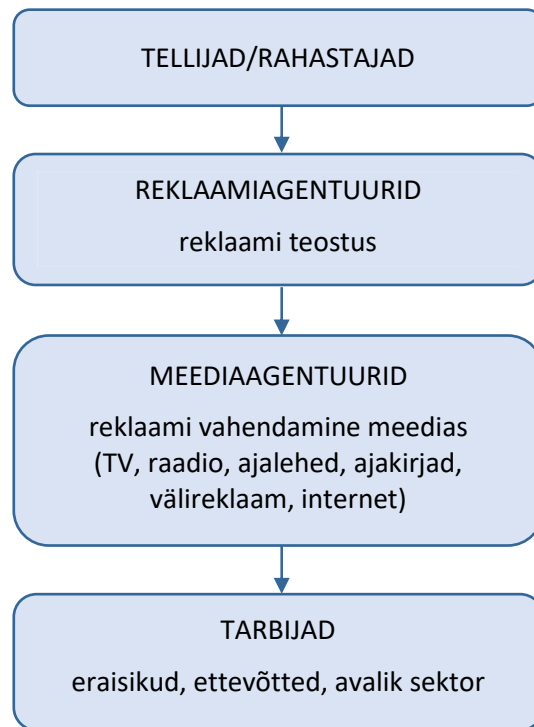 TELLIJAD/RAHASTAJAD
REKLAAMIAGENTUURID
reklaami teostus
MEEDIAAGENTUURID
reklaami vahendamine meedias
(TV, raadio, ajalehed, ajakirjad,
välireklaam, internet)
TARBIJAD
eraisikud, ettevõtted, avalik sektor